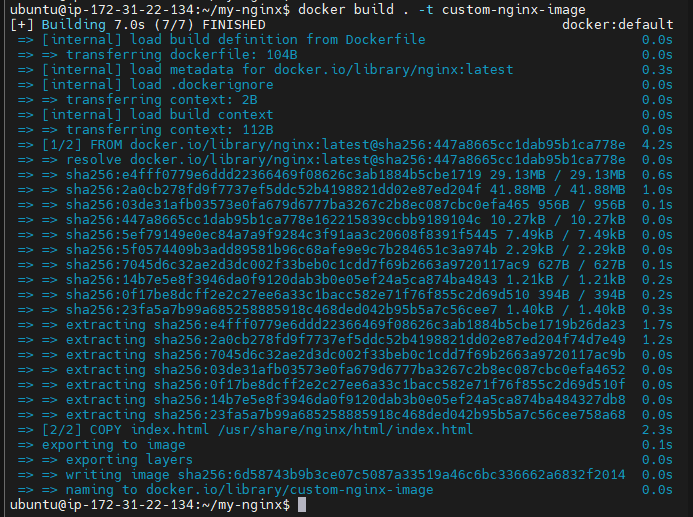 ubuntu@ip-172-31-22-134:~/my-nginx$ docker build . -t custom-nginx-image
[+] Building 7.0s (7/7) FINISHED docker:default
=> [internal] load build definition from Dockerfile 0.0s
=> => transferring dockerfile: 104B 0.0s
=> [internal] load metadata for docker.io/library/nginx:latest 0.3s
=> [internal] load .dockerignore 0.0s
=> => transferring context: 2B 0.0s
=> [internal] load build context 0.0s
=> => transferring context: 112B 0.0s
=> [1/2] FROM docker.io/library/nginx:latest@sha256:447a8665cc1dab95b1ca778e 4.2s
=> => resolve docker.io/library/nginx:latest@sha256:447a8665cc1dab95b1ca778e 0.0s
=> => sha256:e4fff0779e6ddd22366469f08626c3ab1884b5cbe1719 29.13MB / 29.13MB 0.6s
=> => sha256:2a0cb278fd9f7737ef5ddc52b4198821dd02e87ed204f 41.88MB / 41.88MB 1.0s
=> => sha256:03de31afb03573e0fa679d6777ba3267c2b8ec087cbc0efa465 956B / 956B 0.1s
=> => sha256:447a8665cc1dab95b1ca778e162215839ccbb9189104c 10.27kB / 10.27kB 0.0s
=> => sha256:5ef79149e0ec84a7a9f9284c3f91aa3c20608f8391f5445 7.49kB / 7.49kB 0.0s
=> => sha256:5f0574409b3add89581b96c68afe9e9c7b284651c3a974b 2.29kB / 2.29kB 0.0s
=> => sha256:7045d6c32ae2d3dc002f33beb0c1cdd7f69b2663a9720117ac9 627B / 627B 0.1s
=> => sha256:14b7e5e8f3946da0f9120dab3b0e05ef24a5ca874ba4843 1.21kB / 1.21kB 0.2s
=> => sha256:0f17be8dcff2e2c27ee6a33c1bacc582e71f76f855c2d69d510 394B / 394B 0.2s
=> => sha256:23fa5a7b99a685258885918c468ded042b95b5a7c56cee7 1.40kB / 1.40kB 0.3s
=> => extracting sha256:e4fff0779e6ddd22366469f08626c3ab1884b5cbe1719b26da23 1.7s
=> => extracting sha256:2a0cb278fd9f7737ef5ddc52b4198821dd02e87ed204f74d7e49 1.2s
=> => extracting sha256:7045d6c32ae2d3dc002f33beb0c1cdd7f69b2663a9720117ac9b 0.0s
=> => extracting sha256:03de31afb03573e0fa679d6777ba3267c2b8ec087cbc0efa4652 0.0s
=> => extracting sha256:0f17be8dcff2e2c27ee6a33c1bacc582e71f76f855c2d69d510f 0.0s
=> => extracting sha256:14b7e5e8f3946da0f9120dab3b0e05ef24a5ca874ba484327db8 0.0s
=> => extracting sha256:23fa5a7b99a685258885918c468ded042b95b5a7c56cee758a68 0.0s
=> [2/2] COPY index.html /usr/share/nginx/html/index.html 2.3s
=> exporting to image 0.1s
=> => exporting layers 0.0s
=> => writing image sha256:6d58743b9b3ce07c5087a33519a46c6bc336662a6832f2014 0.0s
=> => naming to docker.io/library/custom-nginx-image 0.0s
ubuntu@ip-172-31-22-134:~/my-nginx$